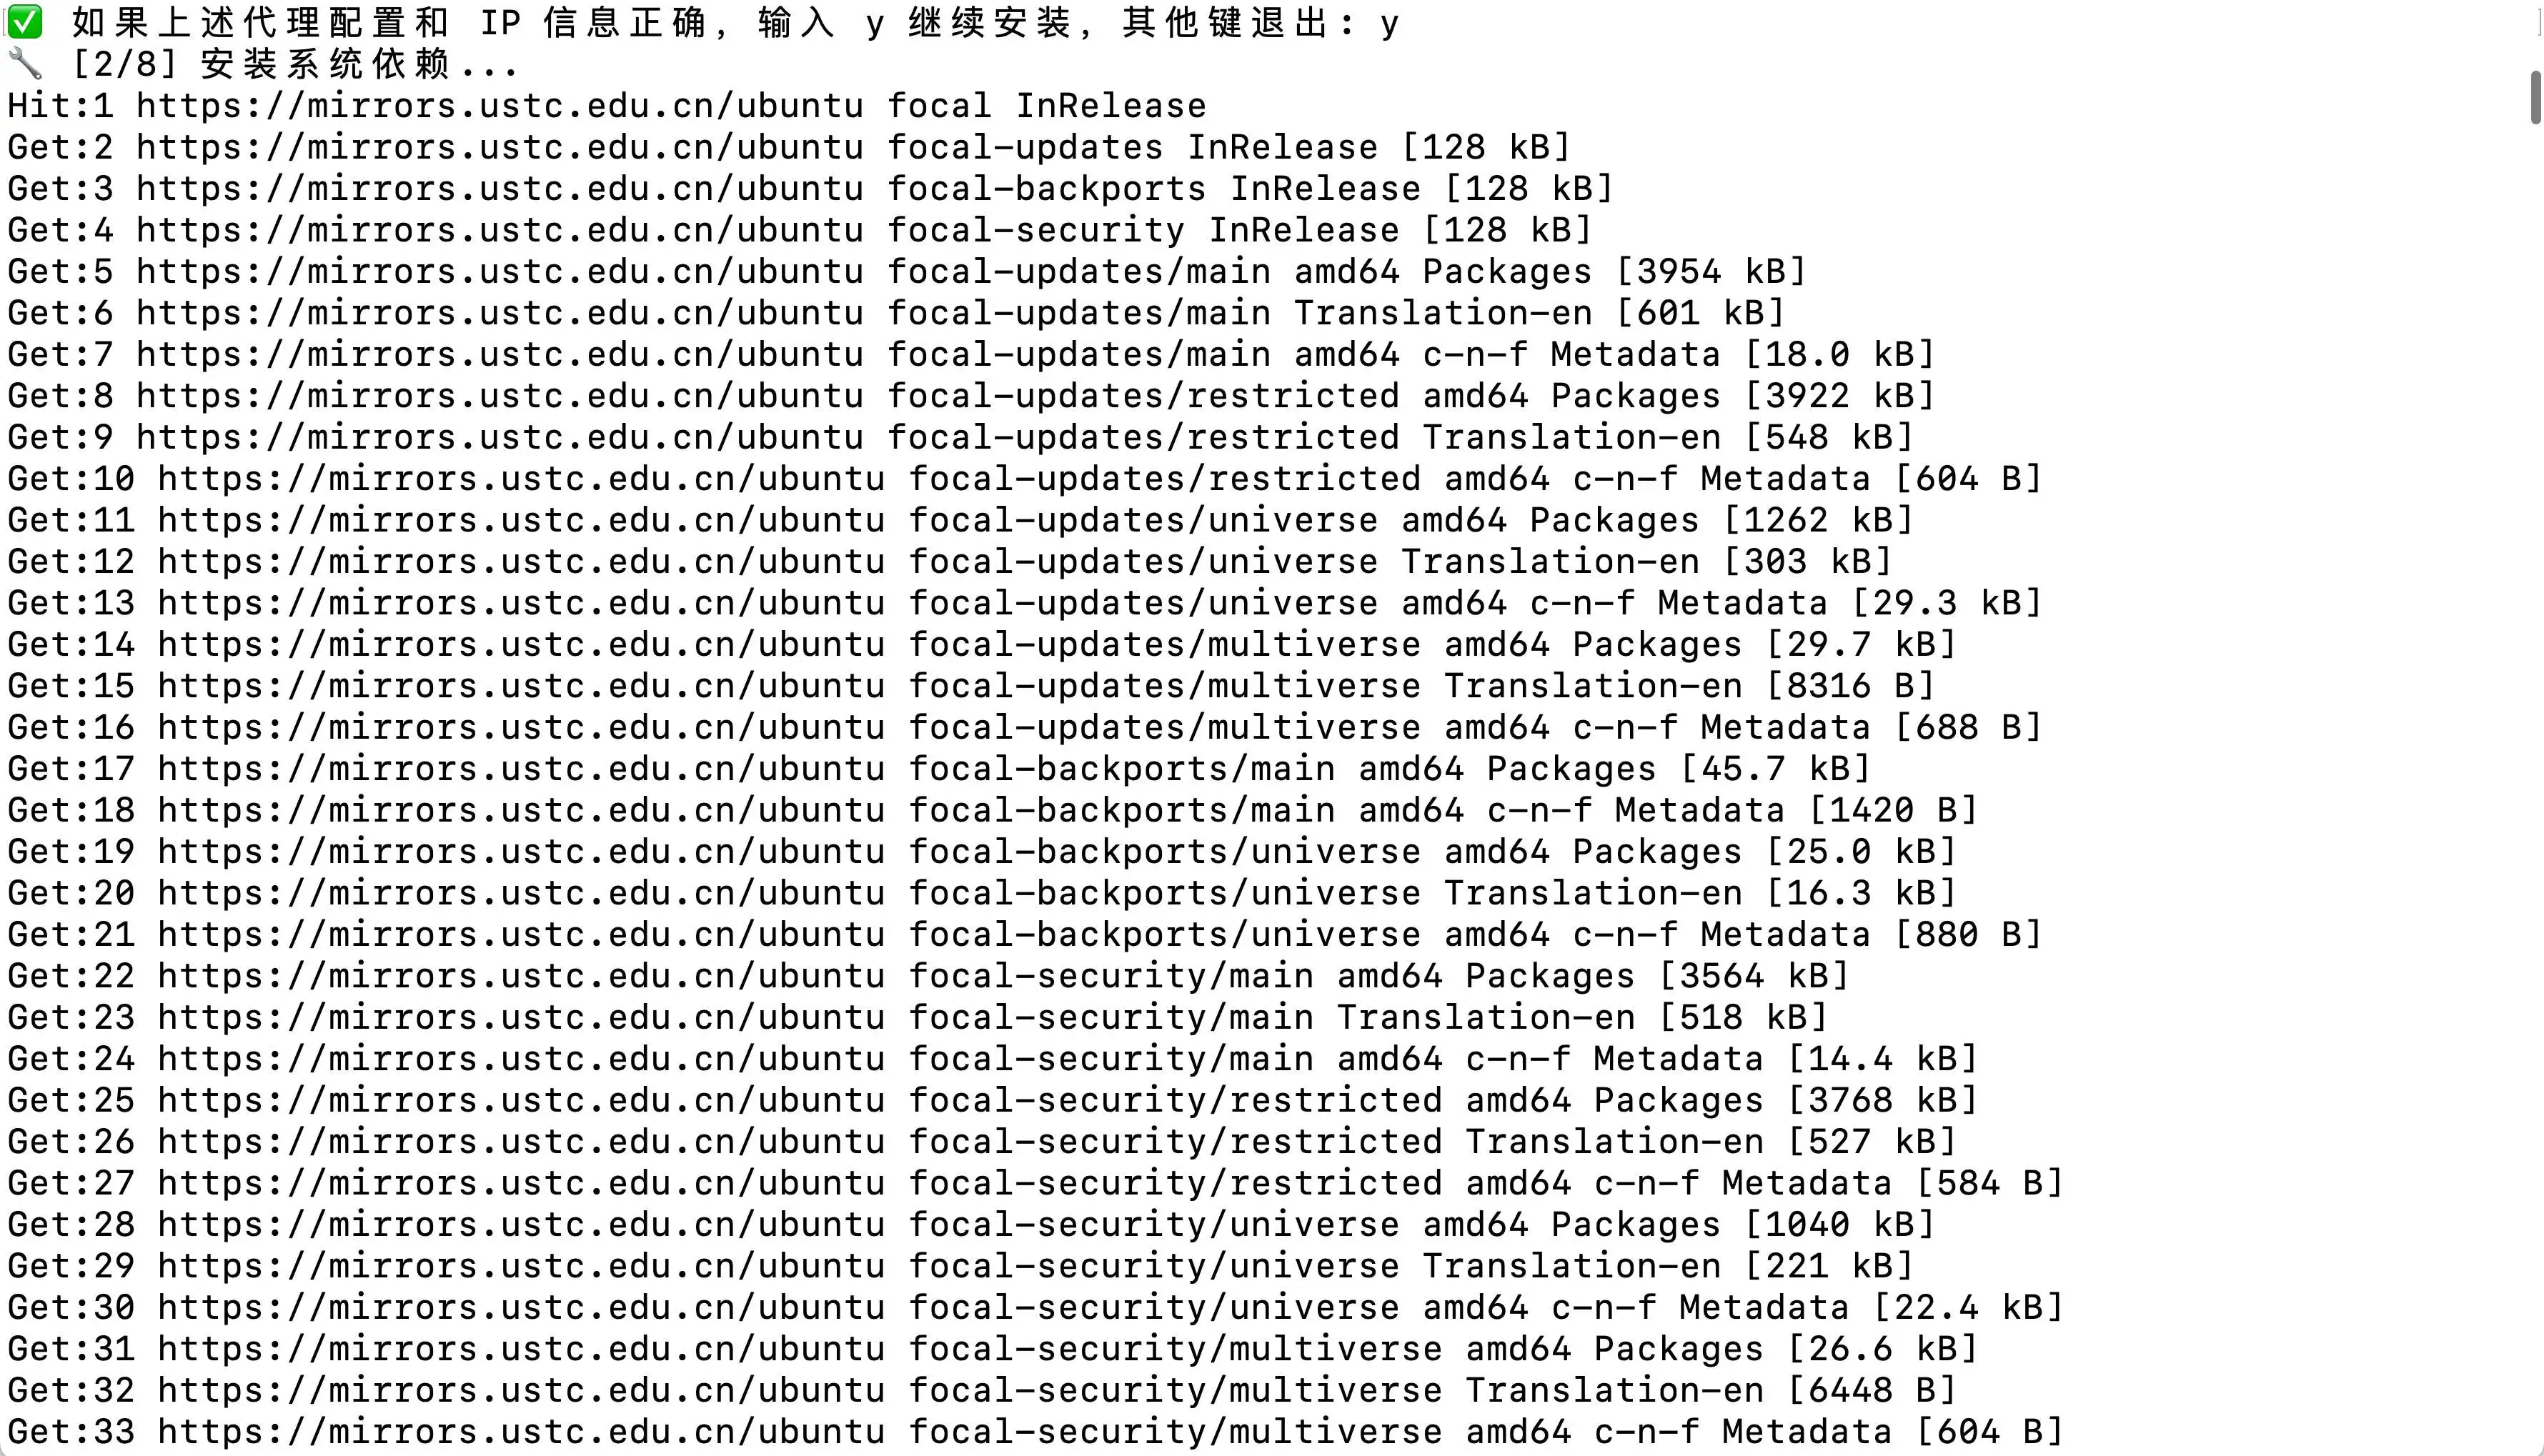 ✅ 如果上述代理配置和 IP 信息正确, 输入 y 继续安装, 其他键退出: y
🔧 [2/8] 安装系统依赖...
Hit:1 https://mirrors.ustc.edu.cn/ubuntu focal InRelease
Get:2 https://mirrors.ustc.edu.cn/ubuntu focal-updates InRelease [128 kB]
Get:3 https://mirrors.ustc.edu.cn/ubuntu focal-backports InRelease [128 kB]
Get:4 https://mirrors.ustc.edu.cn/ubuntu focal-security InRelease [128 kB]
Get:5 https://mirrors.ustc.edu.cn/ubuntu focal-updates/main amd64 Packages [3954 kB]
Get:6 https://mirrors.ustc.edu.cn/ubuntu focal-updates/main Translation-en [601 kB]
Get:7 https://mirrors.ustc.edu.cn/ubuntu focal-updates/main amd64 c-n-f Metadata [18.0 kB]
Get:8 https://mirrors.ustc.edu.cn/ubuntu focal-updates/restricted amd64 Packages [3922 kB]
Get:9 https://mirrors.ustc.edu.cn/ubuntu focal-updates/restricted Translation-en [548 kB]
Get:10 https://mirrors.ustc.edu.cn/ubuntu focal-updates/restricted amd64 c-n-f Metadata [604 B]
Get:11 https://mirrors.ustc.edu.cn/ubuntu focal-updates/universe amd64 Packages [1262 kB]
Get:12 https://mirrors.ustc.edu.cn/ubuntu focal-updates/universe Translation-en [303 kB]
Get:13 https://mirrors.ustc.edu.cn/ubuntu focal-updates/universe amd64 c-n-f Metadata [29.3 kB]
Get:14 https://mirrors.ustc.edu.cn/ubuntu focal-updates/multiverse amd64 Packages [29.7 kB]
Get:15 https://mirrors.ustc.edu.cn/ubuntu focal-updates/multiverse Translation-en [8316 B]
Get:16 https://mirrors.ustc.edu.cn/ubuntu focal-updates/multiverse amd64 c-n-f Metadata [688 B]
Get:17 https://mirrors.ustc.edu.cn/ubuntu focal-backports/main amd64 Packages [45.7 kB]
Get:18 https://mirrors.ustc.edu.cn/ubuntu focal-backports/main amd64 c-n-f Metadata [1420 B]
Get:19 https://mirrors.ustc.edu.cn/ubuntu focal-backports/universe amd64 Packages [25.0 kB]
Get:20 https://mirrors.ustc.edu.cn/ubuntu focal-backports/universe Translation-en [16.3 kB]
Get:21 https://mirrors.ustc.edu.cn/ubuntu focal-backports/universe amd64 c-n-f Metadata [880 B]
Get:22 https://mirrors.ustc.edu.cn/ubuntu focal-security/main amd64 Packages [3564 kB]
Get:23 https://mirrors.ustc.edu.cn/ubuntu focal-security/main Translation-en [518 kB]
Get:24 https://mirrors.ustc.edu.cn/ubuntu focal-security/main amd64 c-n-f Metadata [14.4 kB]
Get:25 https://mirrors.ustc.edu.cn/ubuntu focal-security/restricted amd64 Packages [3768 kB]
Get:26 https://mirrors.ustc.edu.cn/ubuntu focal-security/restricted Translation-en [527 kB]
Get:27 https://mirrors.ustc.edu.cn/ubuntu focal-security/restricted amd64 c-n-f Metadata [584 B]
Get:28 https://mirrors.ustc.edu.cn/ubuntu focal-security/universe amd64 Packages [1040 kB]
Get:29 https://mirrors.ustc.edu.cn/ubuntu focal-security/universe Translation-en [221 kB]
Get:30 https://mirrors.ustc.edu.cn/ubuntu focal-security/universe amd64 c-n-f Metadata [22.4 kB]
Get:31 https://mirrors.ustc.edu.cn/ubuntu focal-security/multiverse amd64 Packages [26.6 kB]
Get:32 https://mirrors.ustc.edu.cn/ubuntu focal-security/multiverse Translation-en [6448 B]
Get:33 https://mirrors.ustc.edu.cn/ubuntu focal-security/multiverse amd64 c-n-f Metadata [604 B]